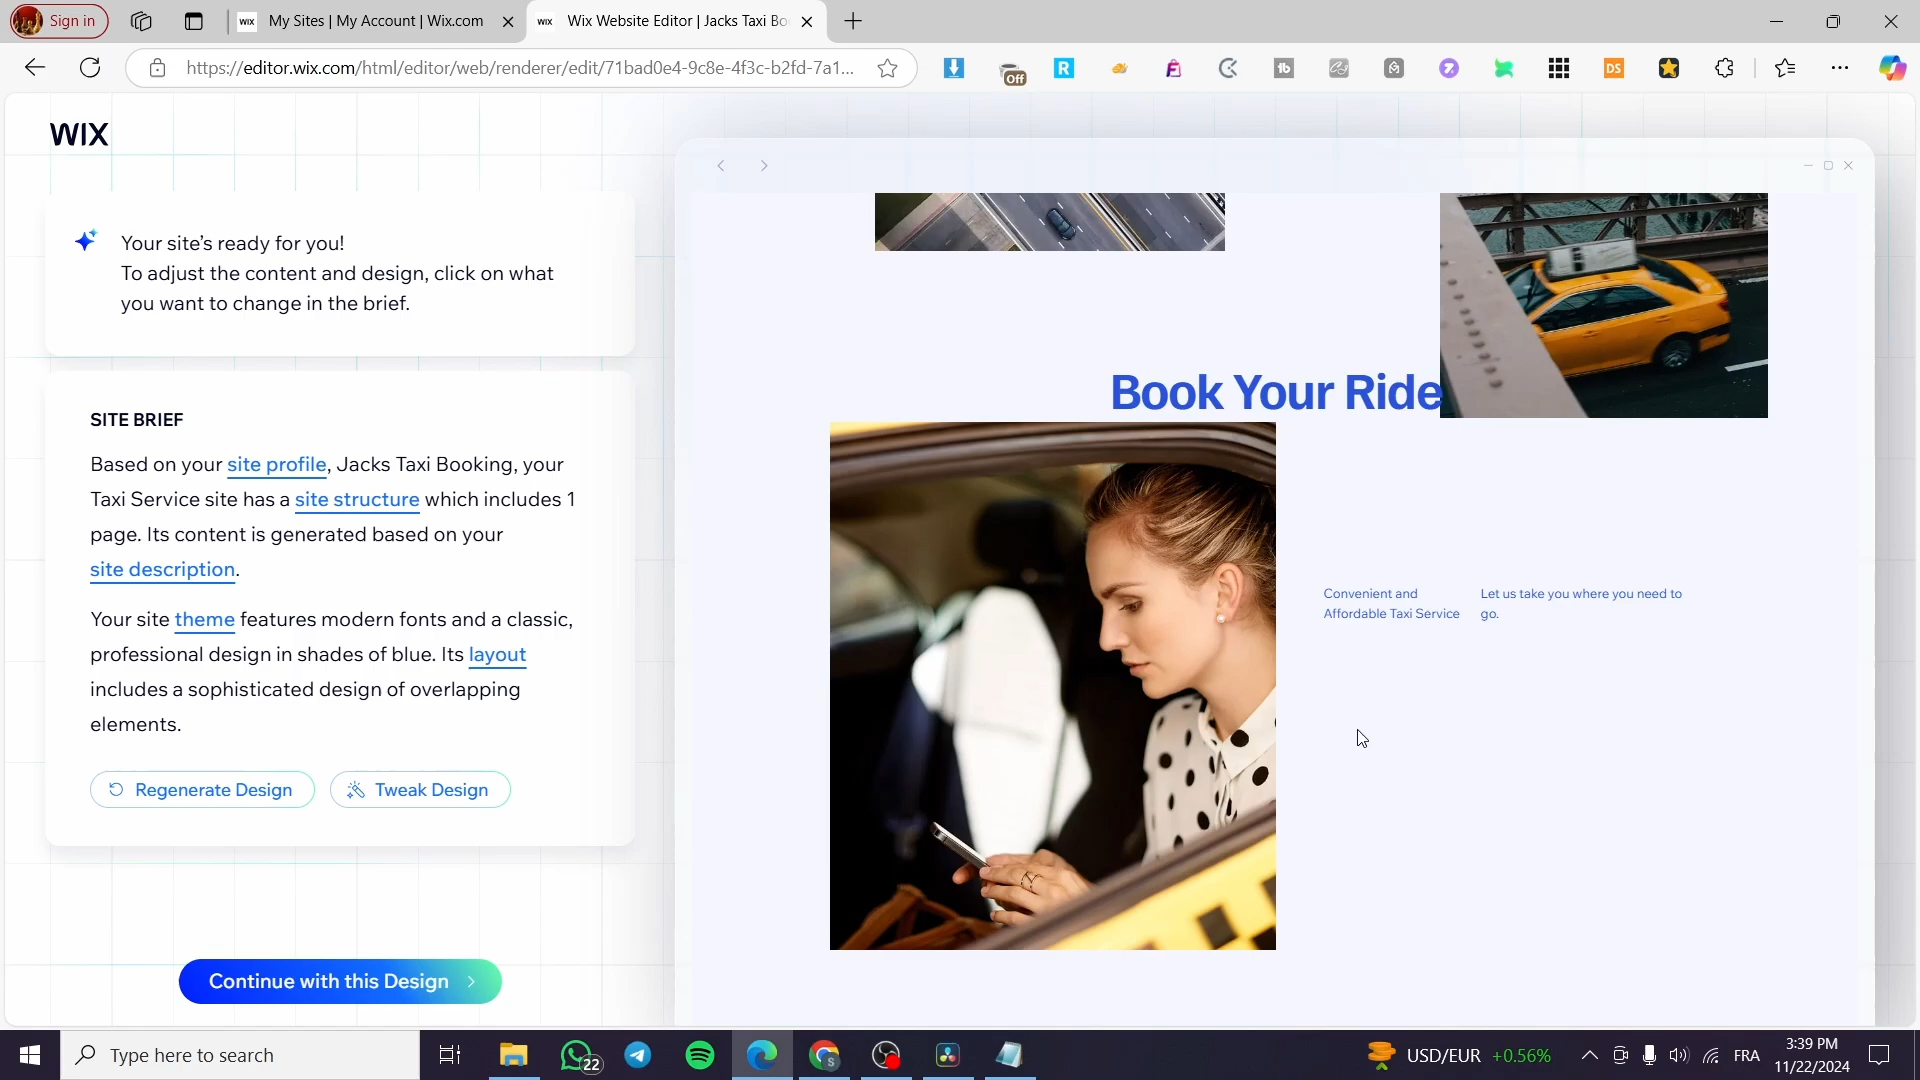 Sign in
My Sites | My Account | Wix.com
Wix Website Editor | Jacks Taxi Bo
https://editor.wix.com/html/editor/web/renderer/edit/71bad0e4-9c8e-4f3c-b2fd-7a1...
Off
R
DS
WIX
Your site's ready for you!
To adjust the content and design, click on what
you want to change in the brief.
SITE BRIEF
Based on your site profile, Jacks Taxi Booking, your
Taxi Service site has a site structure which includes 1
page. Its content is generated based on your
site description.
Your site theme features modern fonts and a classic,
professional design in shades of blue. Its layout
includes a sophisticated design of overlapping
elements.
Regenerate Design
Tweak Design
Continue with this Design
Book Your Ride
Convenient and
Affordable Taxi Service
Let us take you where you need to
go.
Type here to search
22
USD/EUR +0.56%
FRA
3:39 PM
11/22/2024